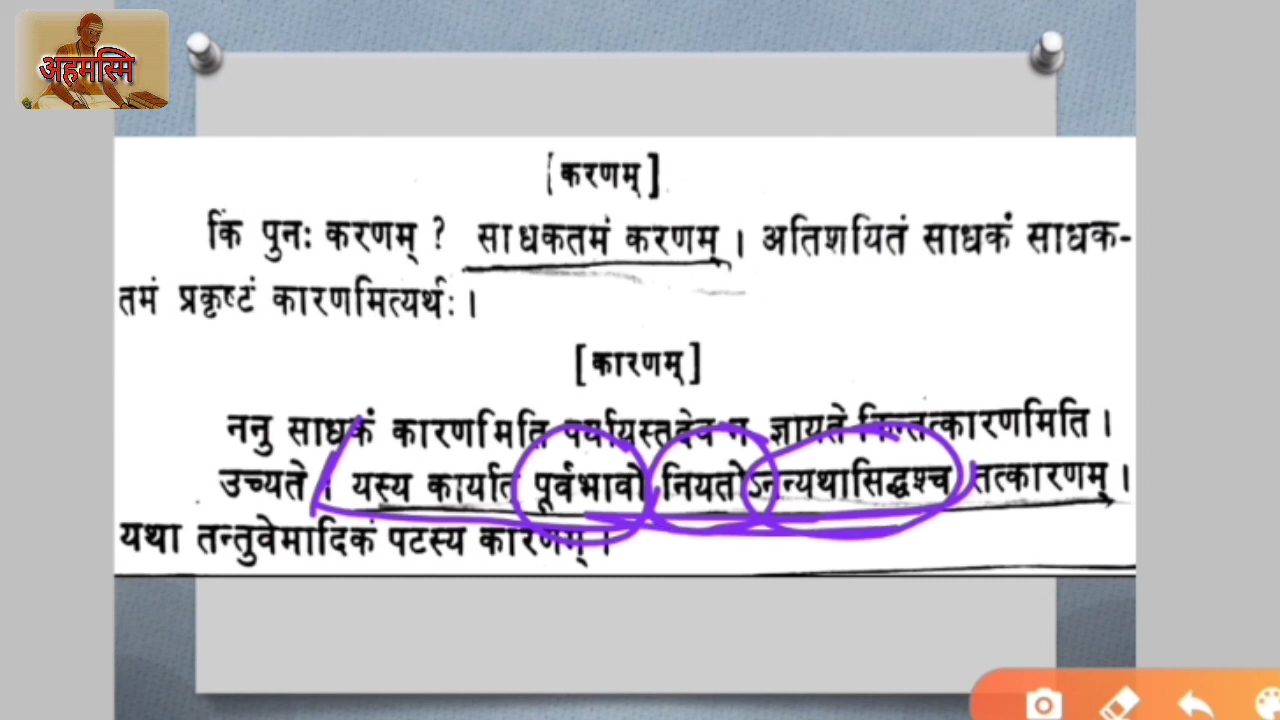 अहमस्मि
[करणम्]
किं पुनः करणम् ? साधकतमं करणम् । अतिशयितं साधकं साधक-
तमं प्रकृष्टं कारणमित्यर्थः ।
[कारणम्]
ननु साधकं कारणमिति पर्यायस्तदेव न ज्ञायते किन्तत्कारणमिति ।
उच्यते । यस्य कार्यात् पूर्वभावो नियतोऽनन्यथासिद्धश्च तत्कारणम् ।
यथा तन्तुवेमादिकं पटस्य कारणम् ।